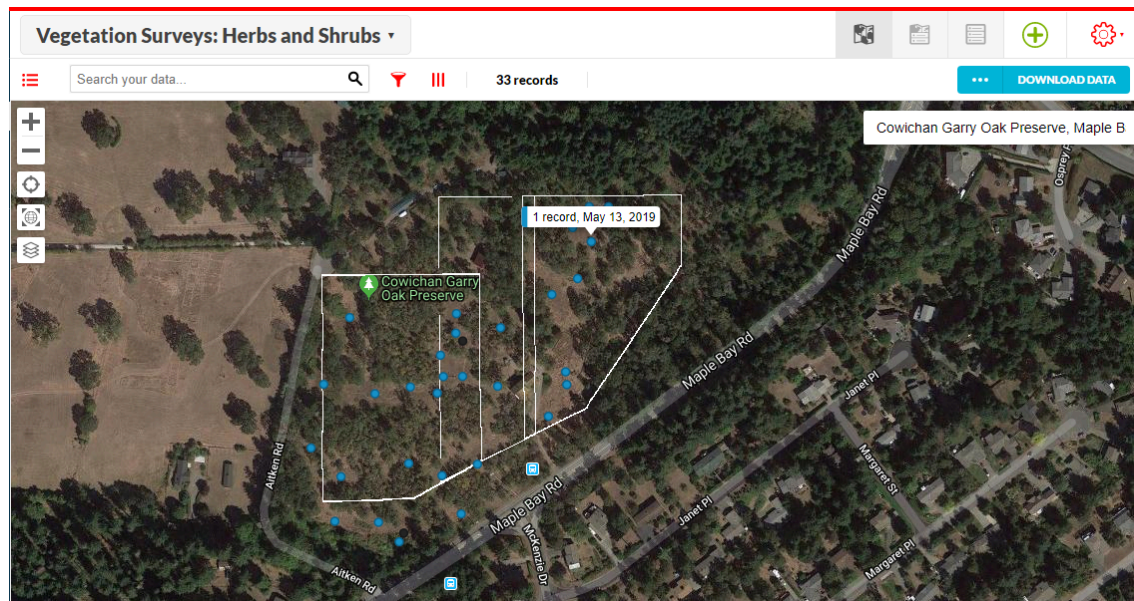 Vegetation Surveys: Herbs and Shrubs
Search your data...
33 records
DOWNLOAD DATA
Cowichan Garry Oak Preserve, Maple B
1 record, May 13, 2019
Cowichan Garry
Oak Preserve
Maple Bay Rd
Osprey
Maple Bay Rd
Janet Pl
Aitken Rd
Margaret St
Maple Bay Rd
Janet Pl
McKenzie Dr
Margaret Pl
Aitken Rd